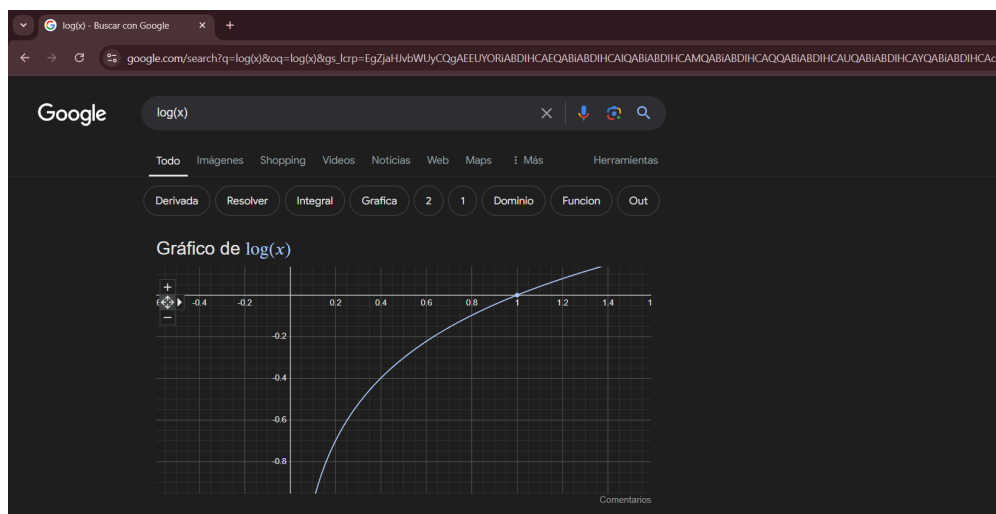 log(x) - Buscar con Google
google.com/search?q=log(x)&oq=log(x)&gs_lcrp=EgZjaHJvbWUyCQgAEEUYORiABDIHCAEQABiABDIHCAIQABiABDIHCAMQABiABDIHCAQQABiABDIHCAUQABiABDIHCAYQABiABDIHCAc
Google
log(x)
Todo Imágenes Shopping Videos Noticias Web Maps Más Herramientas
Derivada Resolver Integral Grafica 2 1 Dominio Funcion Out
Gráfico de log(x)
-0.4 -0.2 0.2 0.4 0.6 0.8 1 1.2 1.4
-0.2
-0.4
-0.6
-0.8
Comentarios